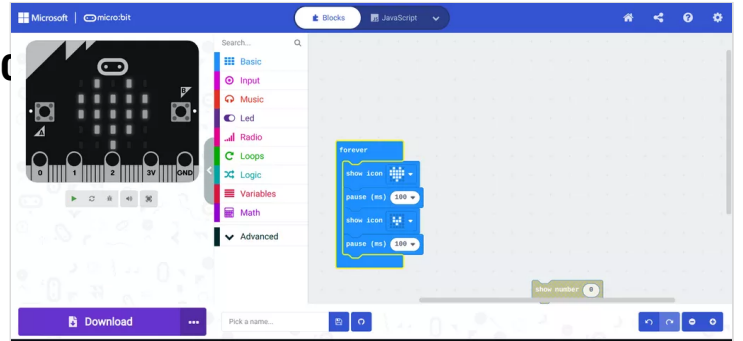 Microsoft micro:bit Blocks JavaScript
Search...
Basic
Input
Music
Led
Radio
Loops
Logic
Variables
Math
Advanced
B
A
0 1 2 3V GND
forever
show icon
pause (ms) 100
show icon
pause (ms) 100
show number 0
Download
Pick a name...